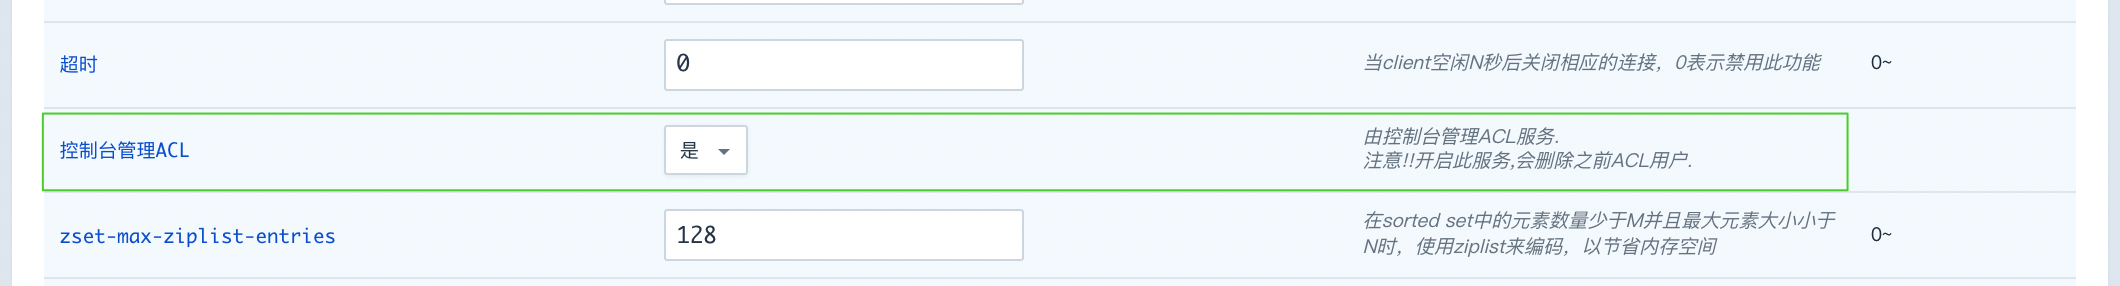 超时
0
当client空闲N秒后关闭相应的连接，0表示禁用此功能
0~
控制台管理ACL
是
由控制台管理ACL服务.
注意!!开启此服务,会删除之前ACL用户.
zset-max-ziplist-entries
128
在sorted set中的元素数量少于M并且最大元素大小小于
N时，使用ziplist来编码，以节省内存空间
0~